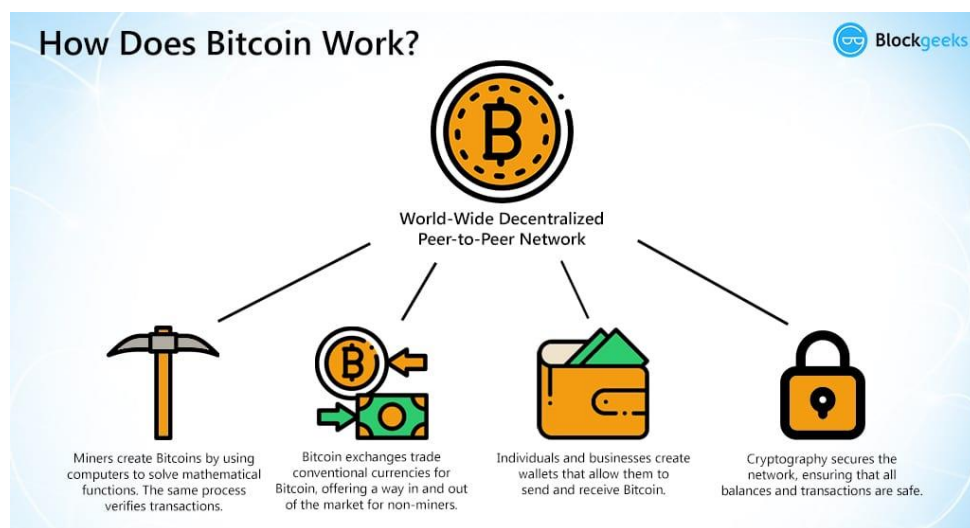 How Does Bitcoin Work?
Blockgeeks
World-Wide Decentralized
Peer-to-Peer Network
Miners create Bitcoins by using
computers to solve mathematical
functions. The same process
verifies transactions.
Bitcoin exchanges trade
conventional currencies for
Bitcoin, offering a way in and out
of the market for non-miners.
Individuals and businesses create
wallets that allow them to
send and receive Bitcoin.
Cryptography secures the
network, ensuring that all
balances and transactions are safe.